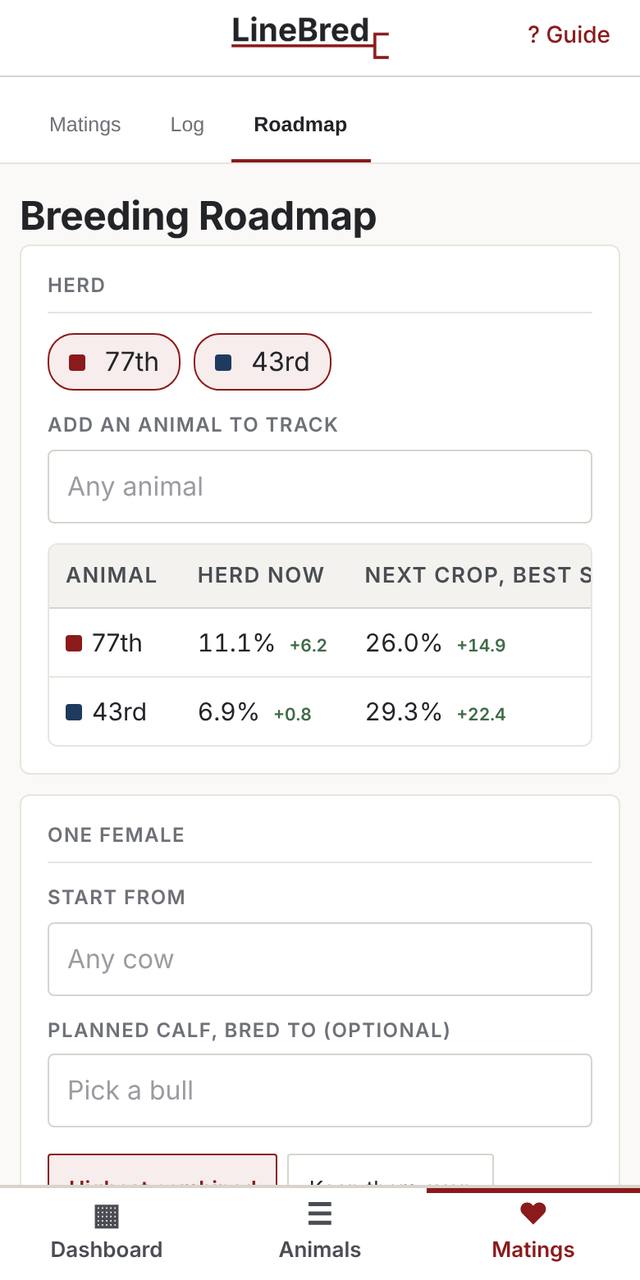 LineBred
? Guide
Matings Log Roadmap
Breeding Roadmap
HERD
77th 43rd
ADD AN ANIMAL TO TRACK
Any animal
ANIMAL HERD NOW NEXT CROP, BEST S
77th 11.1% +6.2 26.0% +14.9
43rd 6.9% +0.8 29.3% +22.4
ONE FEMALE
START FROM
Any cow
PLANNED CALF, BRED TO (OPTIONAL)
Pick a bull
Highest combined
Dashboard Animals Matings